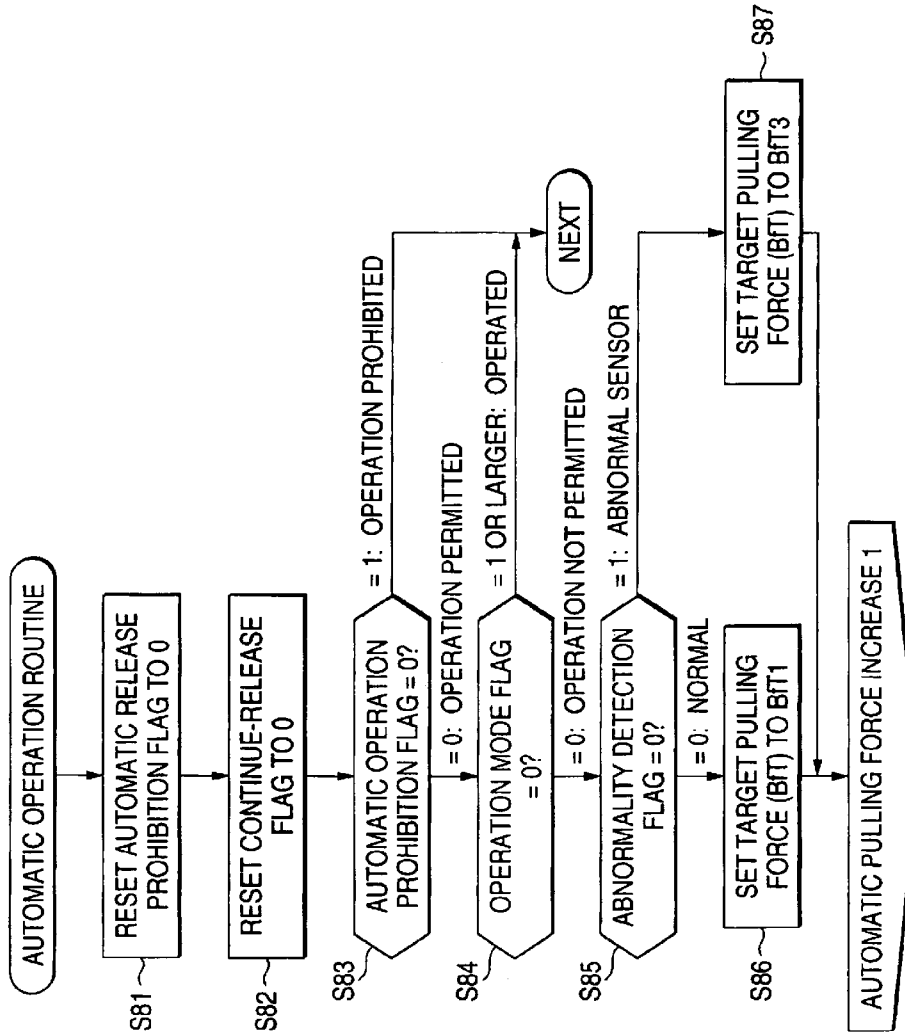 AUTOMATIC OPERATION ROUTINE
S81
RESET AUTOMATIC RELEASE
PROHIBITION FLAG TO 0
S82
RESET CONTINUE-RELEASE
FLAG TO 0
S83
AUTOMATIC OPERATION
PROHIBITION FLAG = 0?
= 1: OPERATION PROHIBITED
= 0: OPERATION PERMITTED
S84
OPERATION MODE FLAG
= 0?
= 1 OR LARGER: OPERATED
NEXT
= 0: OPERATION NOT PERMITTED
S85
ABNORMALITY DETECTION
FLAG = 0?
= 1: ABNORMAL SENSOR
= 0: NORMAL
S86
SET TARGET PULLING
FORCE (BfT) TO BfT1
S87
SET TARGET PULLING
FORCE (BfT) TO BfT3
AUTOMATIC PULLING FORCE INCREASE 1